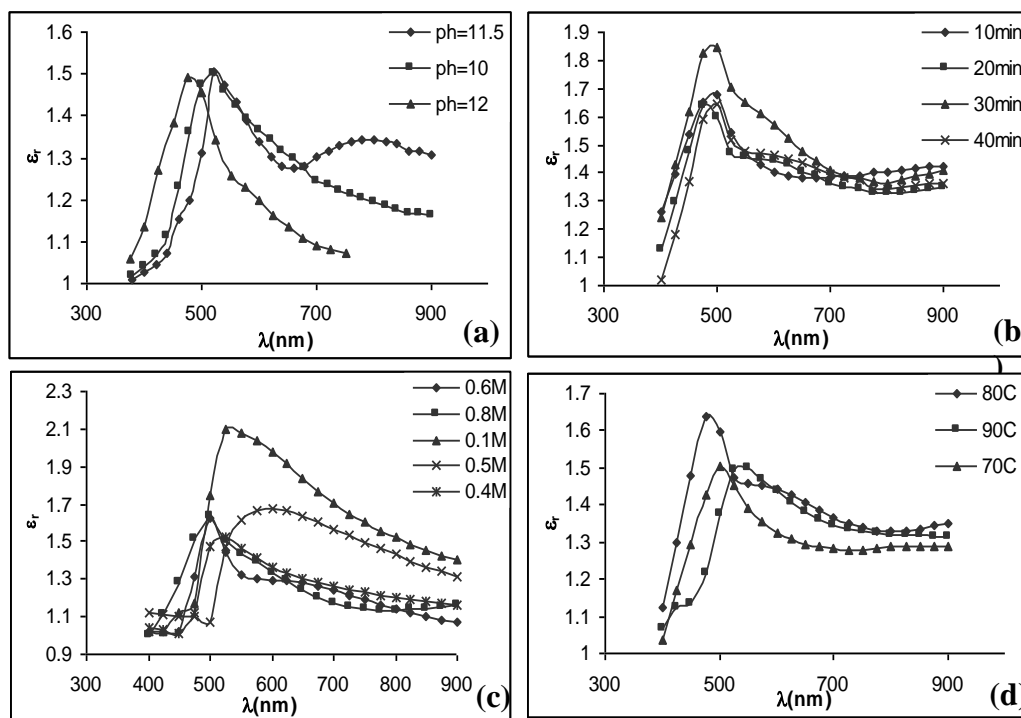 1.6
1.5
1.4
1.3
1.2
1.1
1
εr
300 500 700 900
λ(nm)
ph=11.5
ph=10
ph=12
(a)
1.9
1.8
1.7
1.6
1.5
1.4
1.3
1.2
1.1
1
εr
300 500 700 900
λ(nm)
10min
20min
30min
40min
(b
)
2.3
2.1
1.9
1.7
1.5
1.3
1.1
0.9
εr
400 500 600 700 800 900
λ(nm)
0.6M
0.8M
0.1M
0.5M
0.4M
(c)
1.7
1.6
1.5
1.4
1.3
1.2
1.1
1
εr
300 500 700 900
λ(nm)
80C
90C
70C
(d)